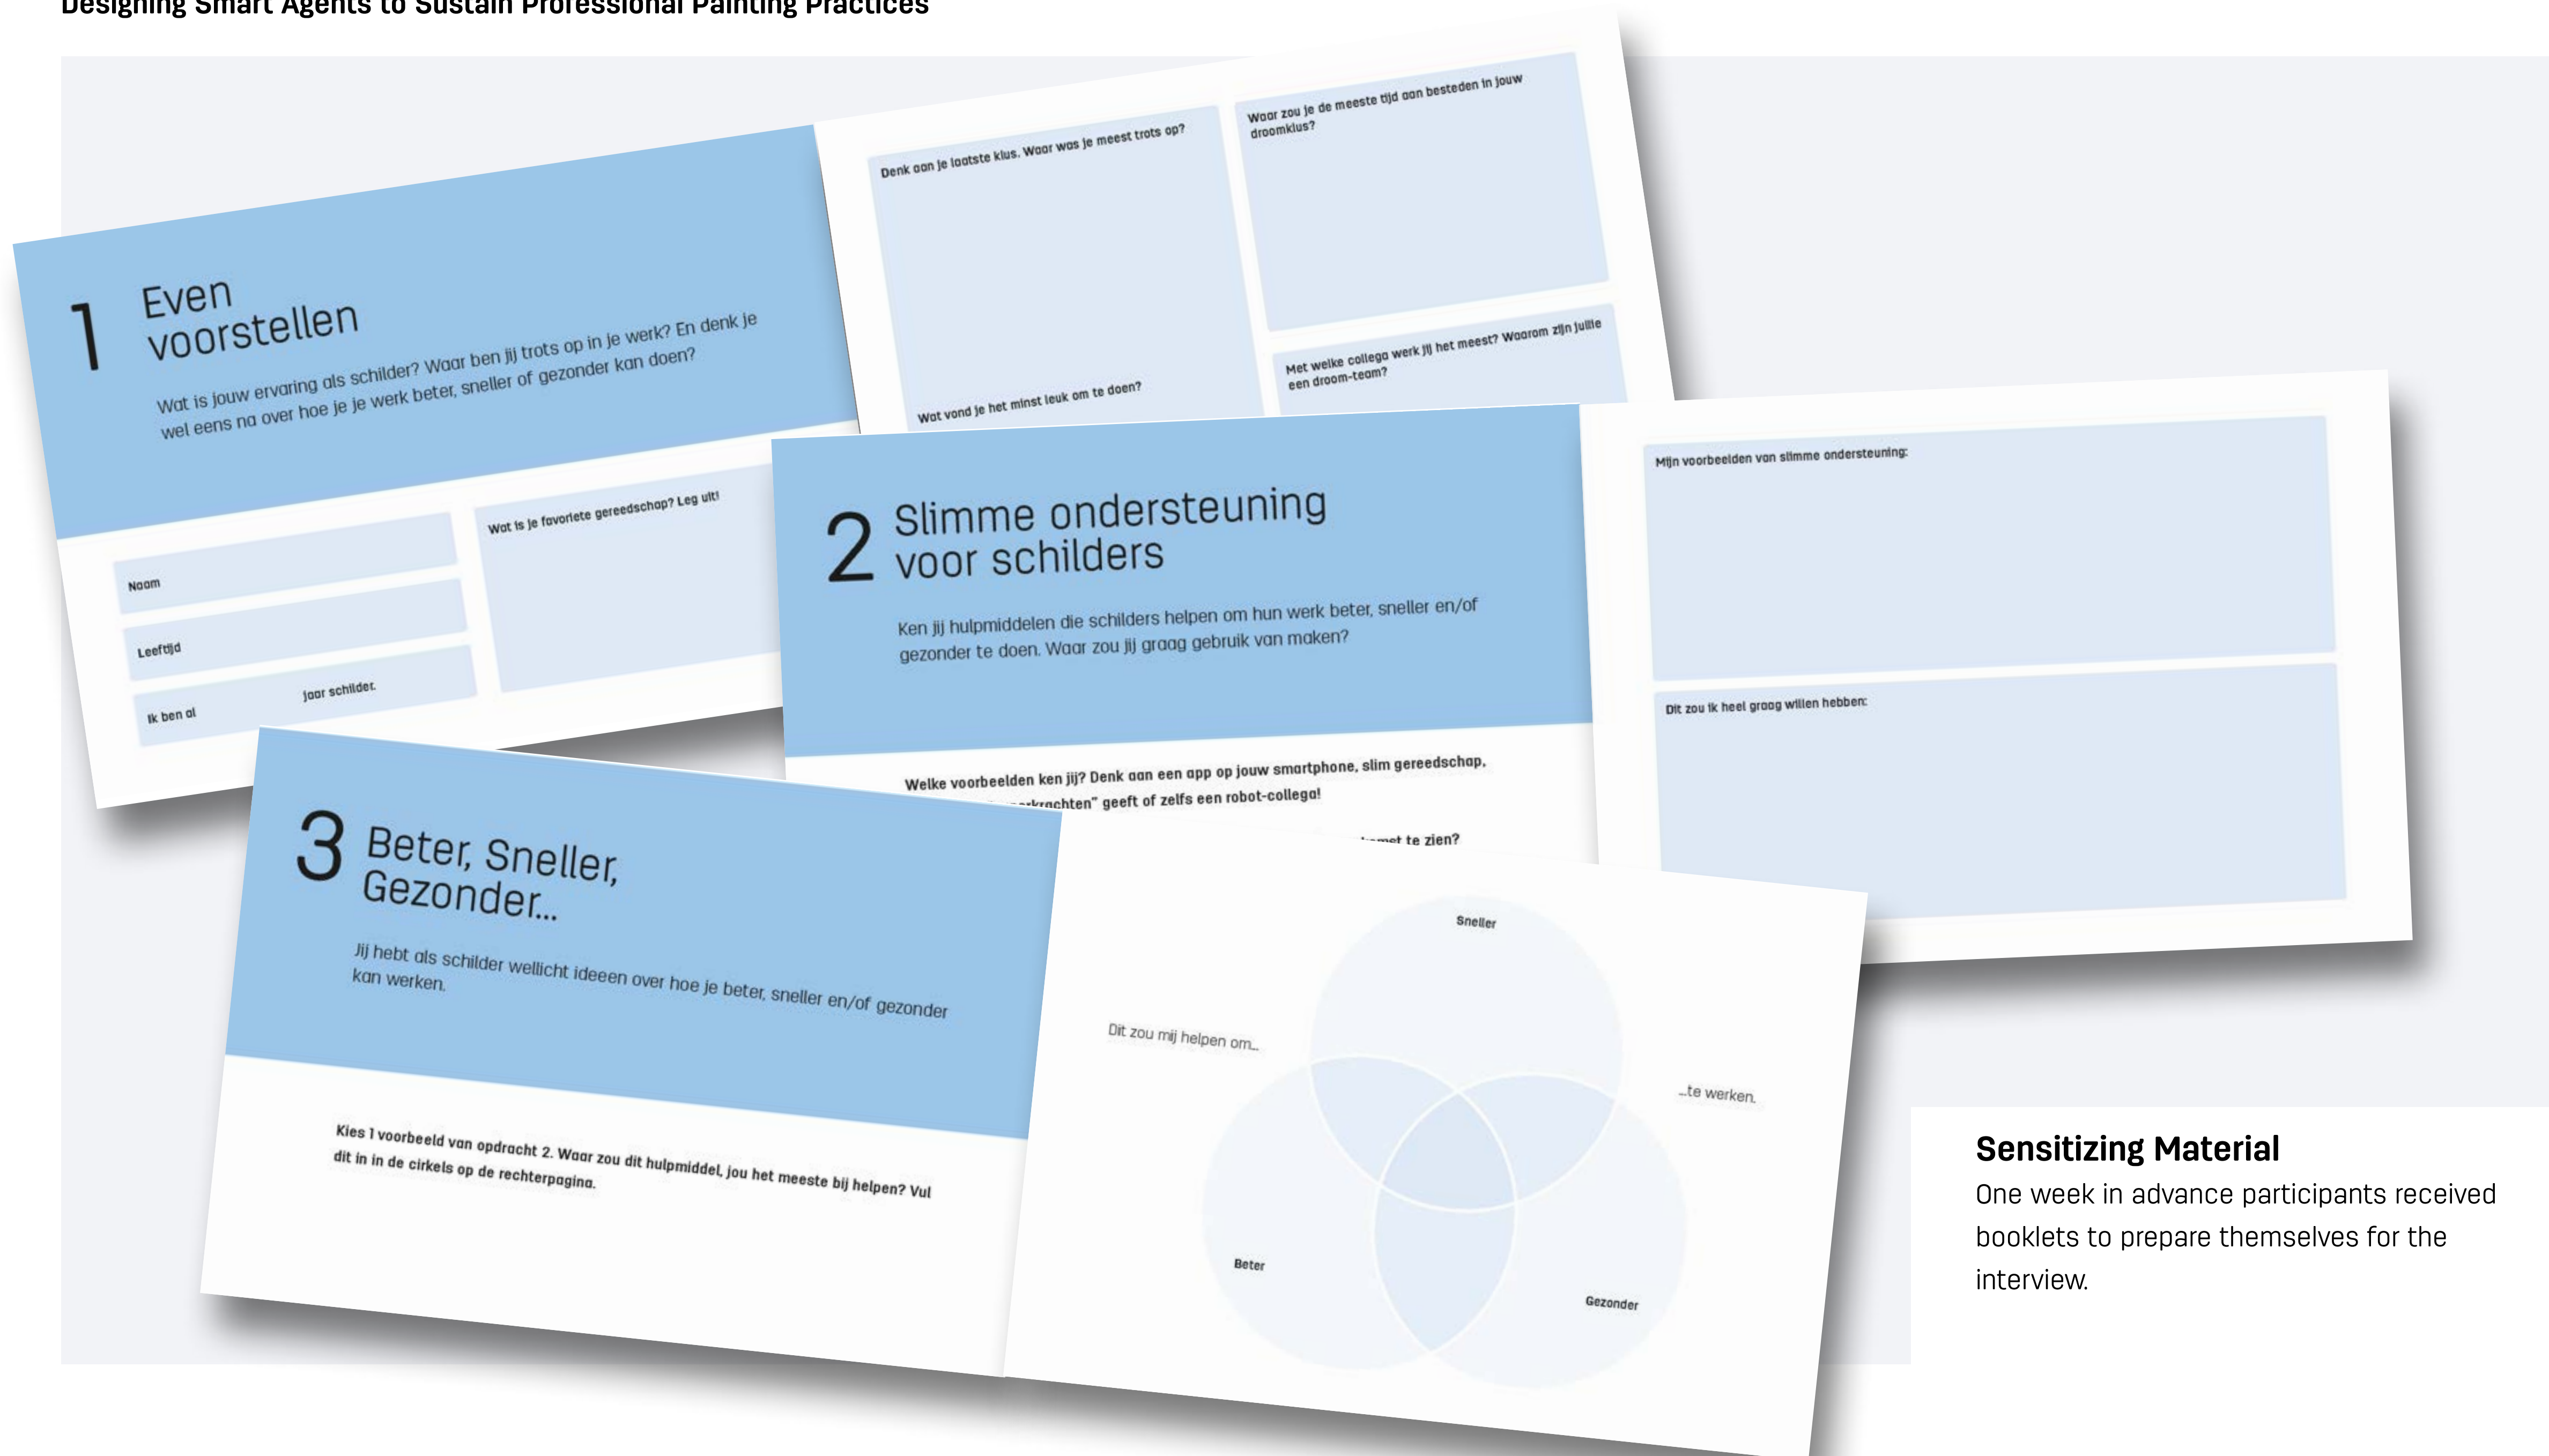 Designing Smart Agents to Sustain Professional Painting Practices
1
Even
voorstellen
Wat is jouw ervaring als schilder? Waar ben jij trots op in je werk? En denk je
wel eens na over hoe je je werk beter, sneller of gezonder kan doen?
Naam
Leeftijd
Ik ben al jaar schilder.
Wat is je favoriete gereedschap? Leg uit!
Denk aan je laatste klus. Waar was je meest trots op?
Wat vond je het minst leuk om te doen?
Waar zou je de meeste tijd aan besteden in jouw
droomklus?
Met welke collega werk jij het meest? Waarom zijn jullie
een droom-team?
2
Slimme ondersteuning
voor schilders
Ken jij hulpmiddelen die schilders helpen om hun werk beter, sneller en/of
gezonder te doen. Waar zou jij graag gebruik van maken?
Welke voorbeelden ken jij? Denk aan een app op jouw smartphone, slim gereedschap,
geeft of zelfs een robot-collega!
te zien?
Mijn voorbeelden van slimme ondersteuning:
Dit zou ik heel graag willen hebben:
3
Beter, Sneller,
Gezonder...
Jij hebt als schilder wellicht ideeen over hoe je beter, sneller en/of gezonder
kan werken.
Kies 1 voorbeeld van opdracht 2. Waar zou dit hulpmiddel, jou het meeste bij helpen? Vul
dit in in de cirkels op de rechterpagina.
Sneller
Dit zou mij helpen om...
...te werken.
Beter
Gezonder
Sensitizing Material
One week in advance participants received
booklets to prepare themselves for the
interview.